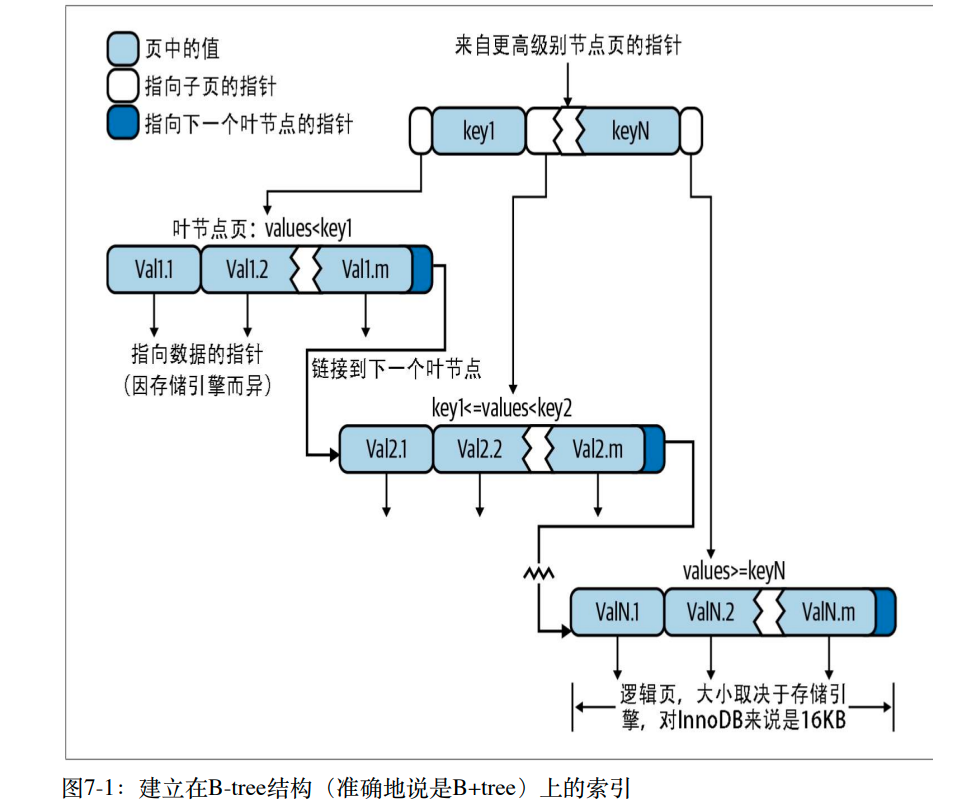 页中的值
指向子页的指针
指向下一个叶节点的指针
来自更高级别节点页的指针
key1
keyN
叶节点页：values<key1
Val1.1
Val1.2
Val1.m
指向数据的指针
（因存储引擎而异）
链接到下一个叶节点
key1<=values<key2
Val2.1
Val2.2
Val2.m
values>=keyN
ValN.1
ValN.2
ValN.m
逻辑页，大小取决于存储引
擎，对InnoDB来说是16KB
图7-1：建立在B-tree结构（准确地说是B+tree）上的索引